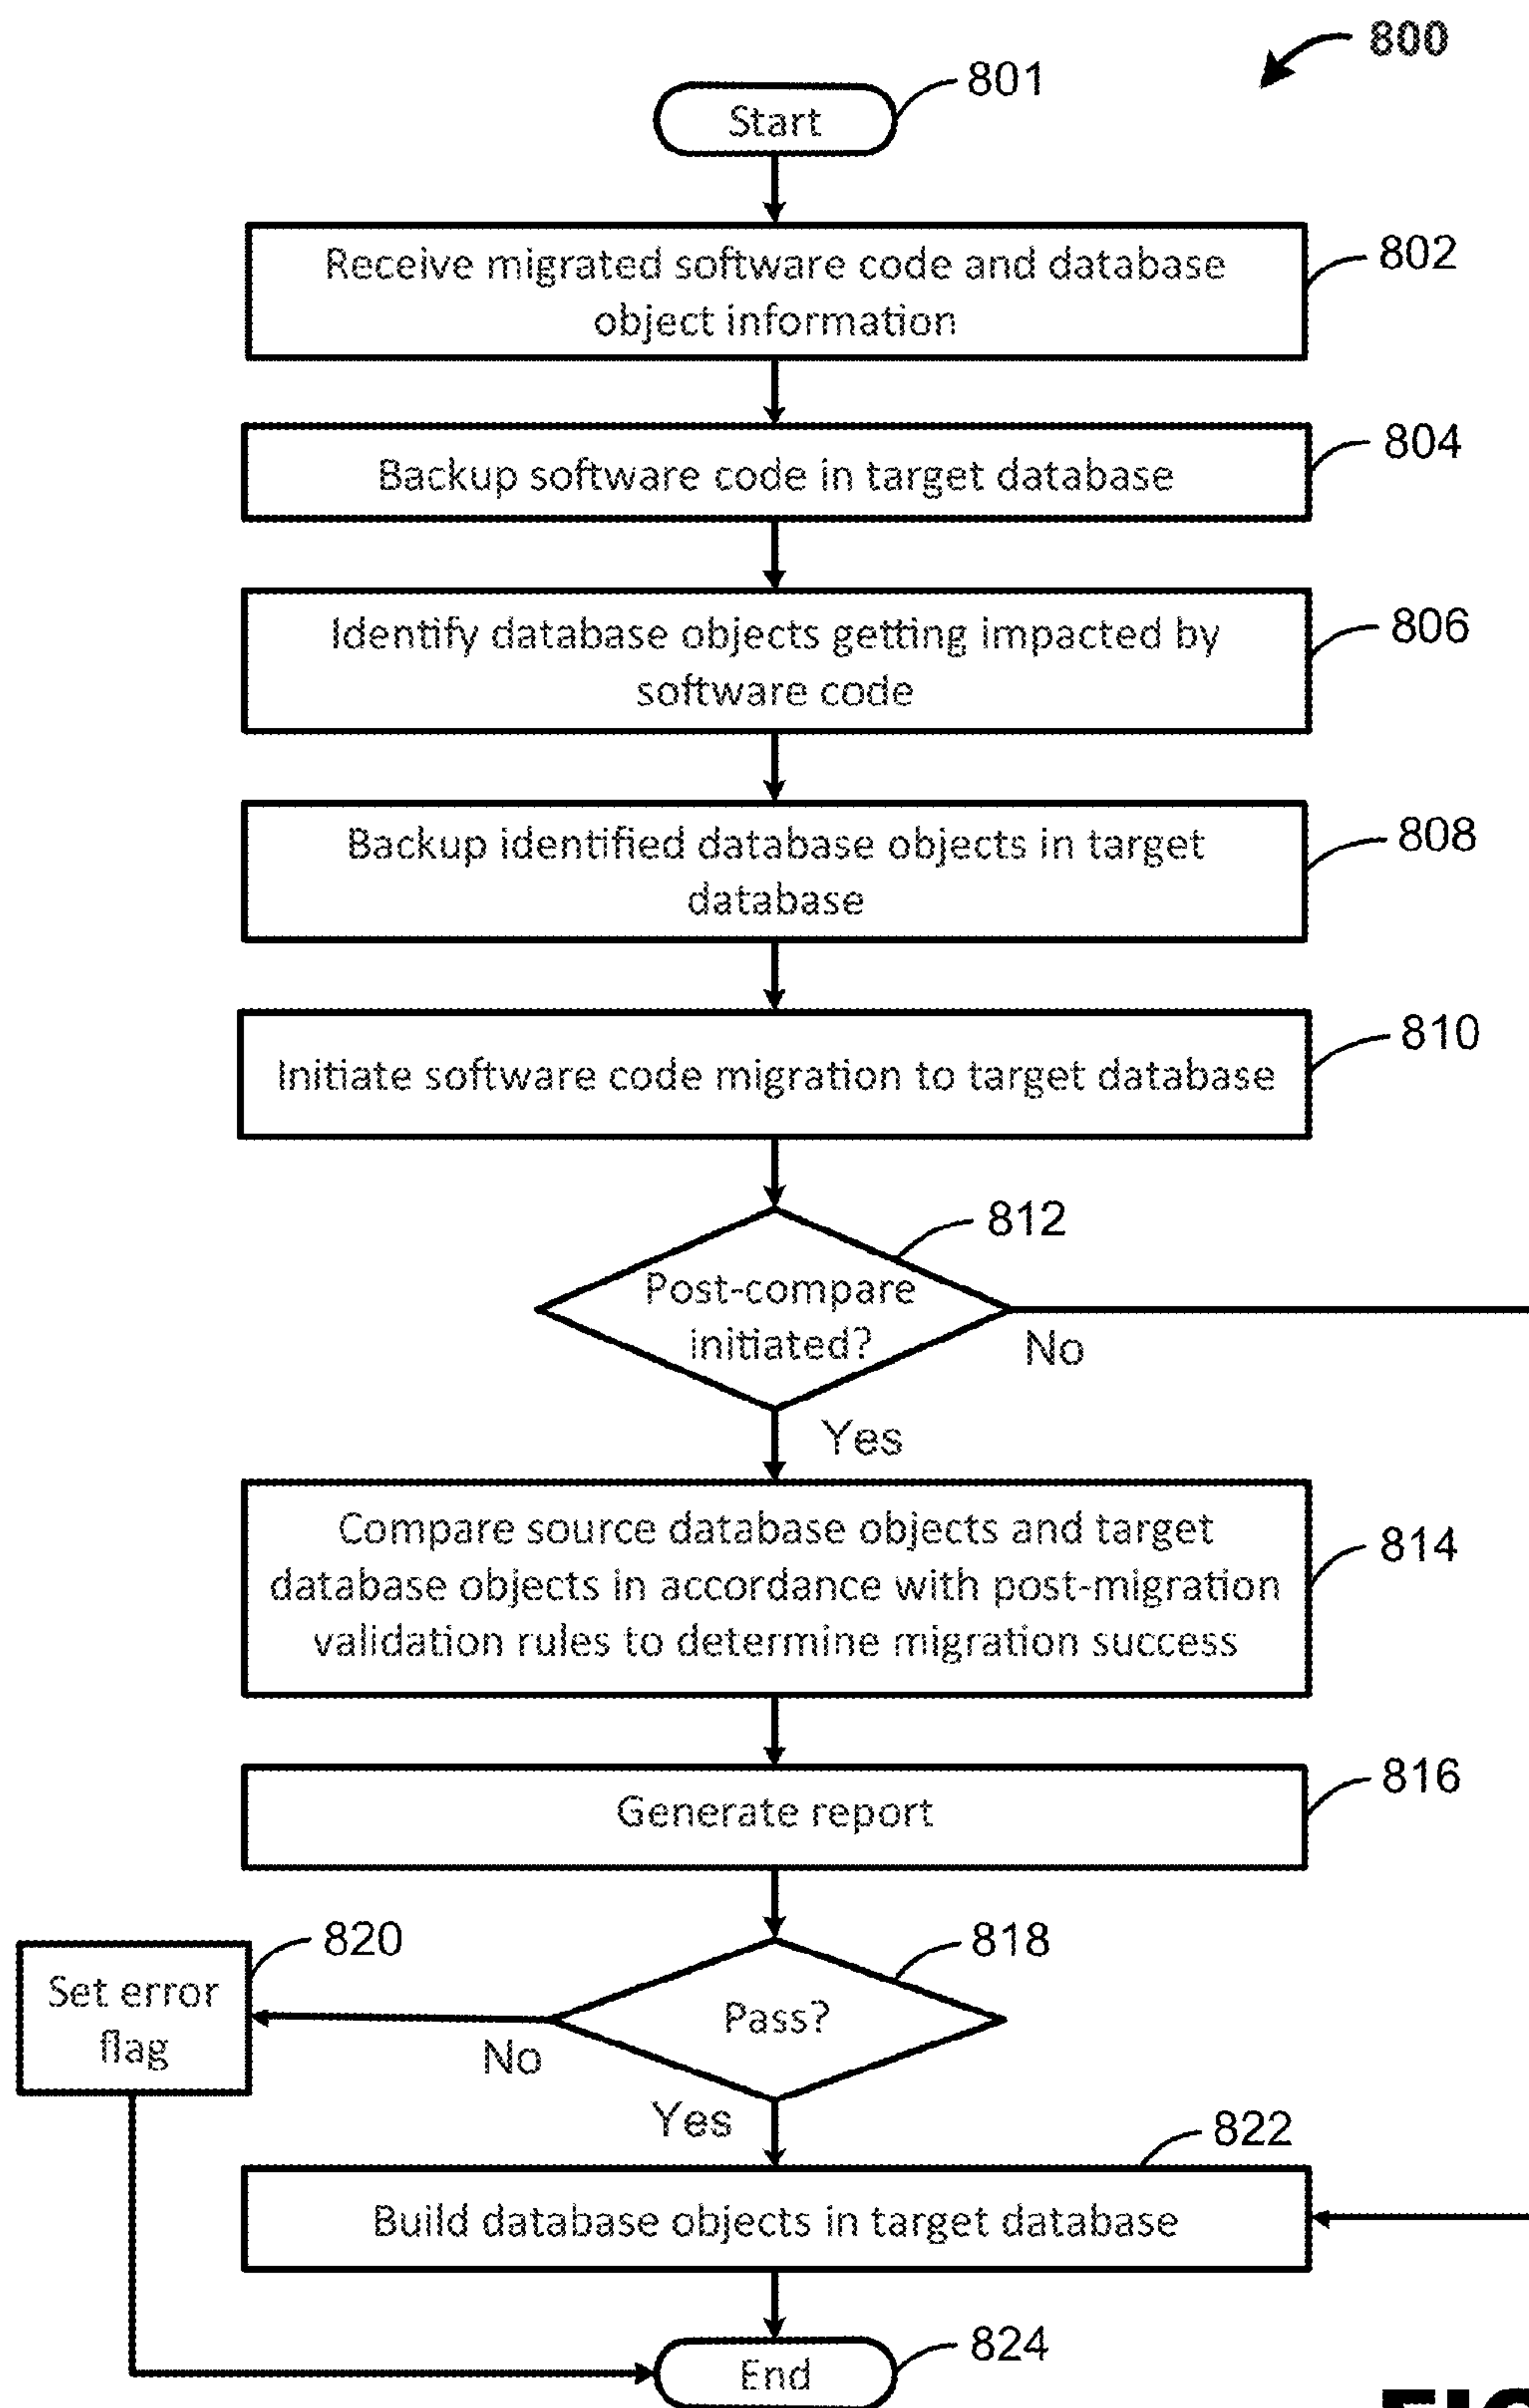 800
Start
801
Receive migrated software code and database
object information
802
Backup software code in target database
804
Identify database objects getting impacted by
software code
806
Backup identified database objects in target
database
808
Initiate software code migration to target database
810
812
Post-compare
initiated?
No
Yes
Compare source database objects and target
database objects in accordance with post-migration
validation rules to determine migration success
814
Generate report
816
820
Set error
flag
818
Pass?
No
Yes
822
Build database objects in target database
End
824